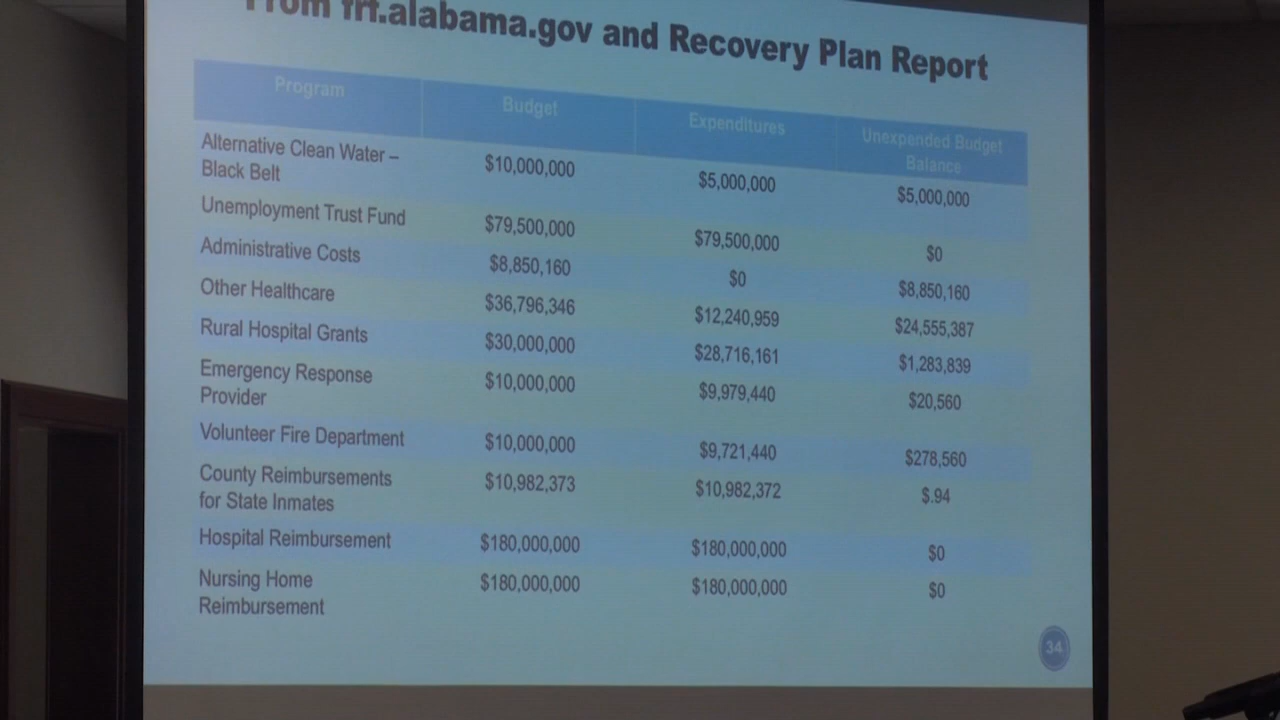 From frf.alabama.gov and Recovery Plan Report
Program Budget Expenditures Unexpended Budget
Balance
Alternative Clean Water –
Black Belt $10,000,000 $5,000,000 $5,000,000
Unemployment Trust Fund $79,500,000 $79,500,000 $0
Administrative Costs $8,850,160 $0 $8,850,160
Other Healthcare $36,796,346 $12,240,959 $24,555,387
Rural Hospital Grants $30,000,000 $28,716,161 $1,283,839
Emergency Response
Provider $10,000,000 $9,979,440 $20,560
Volunteer Fire Department $10,000,000 $9,721,440 $278,560
County Reimbursements
for State Inmates $10,982,373 $10,982,372 $.94
Hospital Reimbursement $180,000,000 $180,000,000 $0
Nursing Home
Reimbursement $180,000,000 $180,000,000 $0
34